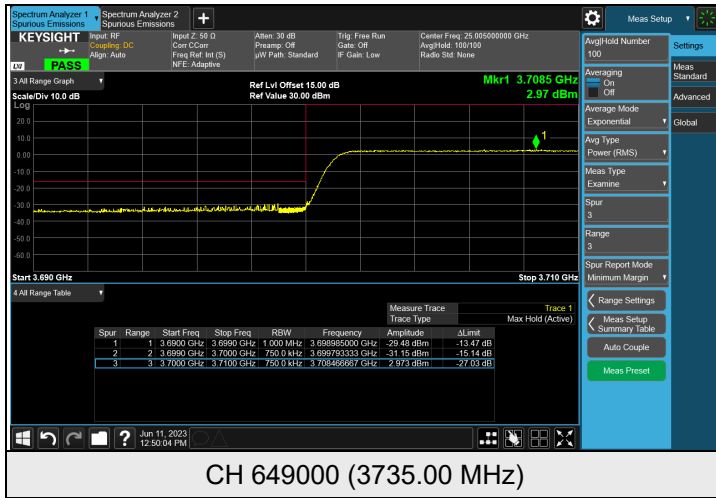 Spectrum Analyzer 1
Spurious Emissions
Spectrum Analyzer 2
Spurious Emissions
+
Meas Setup
KEYSIGHT
LXI
PASS
Input: RF
Coupling: DC
Align: Auto
Input Z: 50 Ω
Corr CCorr
Freq Ref: Int (S)
NFE: Adaptive
Atten: 30 dB
Preamp: Off
µW Path: Standard
Trig: Free Run
Gate: Off
IF Gain: Low
Center Freq: 25.005000000 GHz
Avg|Hold: 100/100
Radio Std: None
3 All Range Graph
Scale/Div 10.0 dB
Ref Lvl Offset 15.00 dB
Ref Value 30.00 dBm
Mkr1 3.7085 GHz
2.97 dBm
Log
20.0
10.0
0.00
-10.0
-20.0
-30.0
-40.0
-50.0
-60.0
1
Start 3.690 GHz
Stop 3.710 GHz
4 All Range Table
Measure Trace Trace 1
Trace Type Max Hold (Active)
Spur Range Start Freq Stop Freq RBW Frequency Amplitude ΔLimit
1 1 3.6900 GHz 3.6990 GHz 1.000 MHz 3.698985000 GHz -29.48 dBm -13.47 dB
2 2 3.6990 GHz 3.7000 GHz 750.0 kHz 3.699793333 GHz -31.15 dBm -15.14 dB
3 3 3.7000 GHz 3.7100 GHz 750.0 kHz 3.708466667 GHz 2.973 dBm -27.03 dB
Avg|Hold Number
100
Averaging
On
Off
Average Mode
Exponential
Avg Type
Power (RMS)
Meas Type
Examine
Spur
3
Range
3
Spur Report Mode
Minimum Margin
Range Settings
Meas Setup
Summary Table
Auto Couple
Meas Preset
Settings
Meas
Standard
Advanced
Global
?
Jun 11, 2023
12:50:04 PM
CH 649000 (3735.00 MHz)